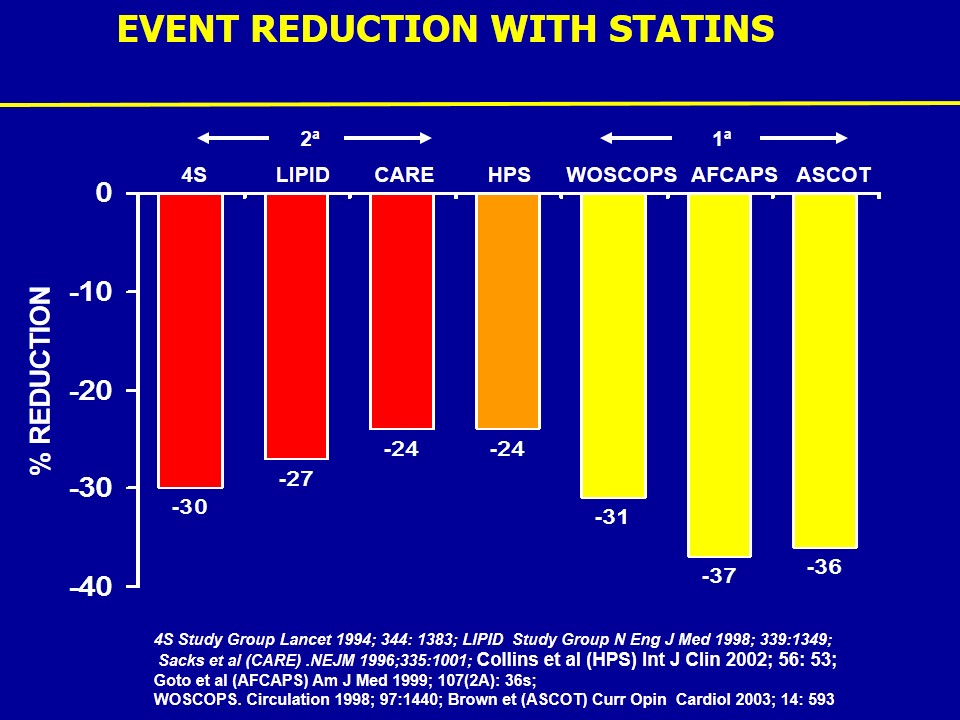 EVENT REDUCTION WITH STATINS
2ª 1ª
4S LIPID CARE HPS WOSCOPS AFCAPS ASCOT
0
-10
-20
-30
-40
% REDUCTION
-30
-27
-24
-24
-31
-37
-36
4S Study Group Lancet 1994; 344: 1383; LIPID Study Group N Eng J Med 1998; 339:1349;
Sacks et al (CARE) .NEJM 1996;335:1001; Collins et al (HPS) Int J Clin 2002; 56: 53;
Goto et al (AFCAPS) Am J Med 1999; 107(2A): 36s;
WOSCOPS. Circulation 1998; 97:1440; Brown et (ASCOT) Curr Opin Cardiol 2003; 14: 593